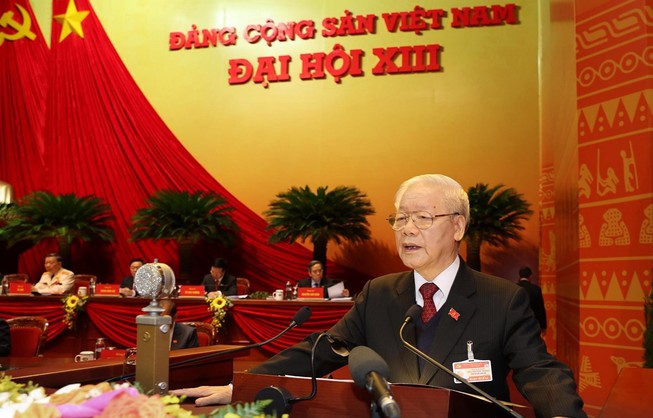 ĐẢNG CỘNG SẢN VIỆT NAM
ĐẠI HỘI XIII